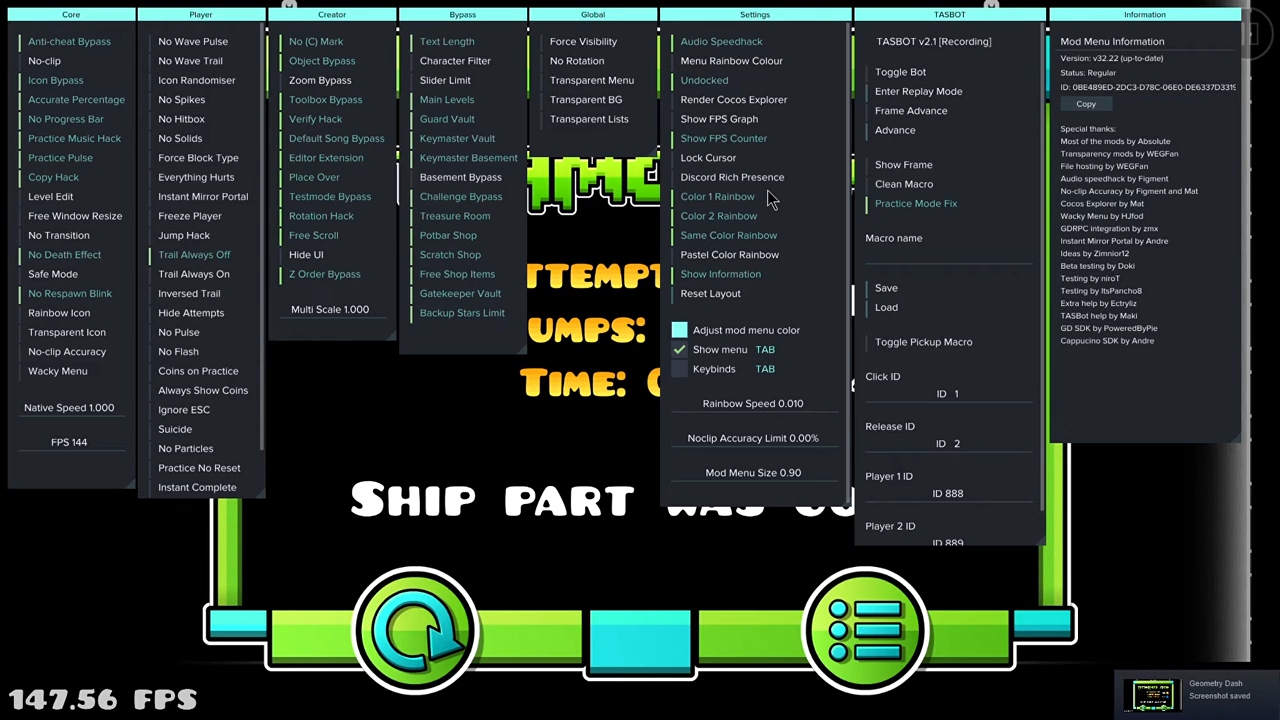 Core
Anti-cheat Bypass
No-clip
Icon Bypass
Accurate Percentage
No Progress Bar
Practice Music Hack
Practice Pulse
Copy Hack
Level Edit
Free Window Resize
No Transition
No Death Effect
Safe Mode
No Respawn Blink
Rainbow Icon
Transparent Icon
No-clip Accuracy
Wacky Menu
Native Speed 1.000
FPS 144
Player
No Wave Pulse
No Wave Trail
Icon Randomiser
No Spikes
No Hitbox
No Solids
Force Block Type
Everything Hurts
Instant Mirror Portal
Freeze Player
Jump Hack
Trail Always Off
Trail Always On
Inversed Trail
Hide Attempts
No Pulse
No Flash
Coins on Practice
Always Show Coins
Ignore ESC
Suicide
No Particles
Practice No Reset
Instant Complete
Creator
No (C) Mark
Object Bypass
Zoom Bypass
Toolbox Bypass
Verify Hack
Default Song Bypass
Editor Extension
Place Over
Testmode Bypass
Rotation Hack
Free Scroll
Hide UI
Z Order Bypass
Multi Scale 1.000
Bypass
Text Length
Character Filter
Slider Limit
Main Levels
Guard Vault
Keymaster Vault
Keymaster Basement
Basement Bypass
Challenge Bypass
Treasure Room
Potbar Shop
Scratch Shop
Free Shop Items
Gatekeeper Vault
Backup Stars Limit
Global
Force Visibility
No Rotation
Transparent Menu
Transparent BG
Transparent Lists
Settings
Audio Speedhack
Menu Rainbow Colour
Undocked
Render Cocos Explorer
Show FPS Graph
Show FPS Counter
Lock Cursor
Discord Rich Presence
Color 1 Rainbow
Color 2 Rainbow
Same Color Rainbow
Pastel Color Rainbow
Show Information
Reset Layout
Adjust mod menu color
Show menu TAB
Keybinds TAB
Rainbow Speed 0.010
Noclip Accuracy Limit 0.00%
Mod Menu Size 0.90
TASBOT
TASBOT v2.1 [Recording]
Toggle Bot
Enter Replay Mode
Frame Advance
Advance
Show Frame
Clean Macro
Practice Mode Fix
Macro name
Save
Load
Toggle Pickup Macro
Click ID
ID 1
Release ID
ID 2
Player 1 ID
ID 888
Player 2 ID
ID 889
Information
Mod Menu Information
Version: v32.22 (up-to-date)
Status: Regular
ID: 0BE489ED-2DC3-D78C-06E0-DE6337D3319
Copy
Special thanks:
Most of the mods by Absolute
Transparency mods by WEGFan
File hosting by WEGFan
Audio speedhack by Figment
No-clip Accuracy by Figment and Mat
Cocos Explorer by Mat
Wacky Menu by HJfod
GDRPC integration by zmx
Instant Mirror Portal by Andre
Ideas by Zimnior12
Beta testing by Doki
Testing by niroT
Testing by ItsPancho8
Extra help by Ectryliz
TASBot help by Maki
GD SDK by PoweredByPie
Cappucino SDK by Andre
TTEMPT
UMPS:
Time:
Ship part was
147.56 FPS
Geometry Dash
Screenshot saved